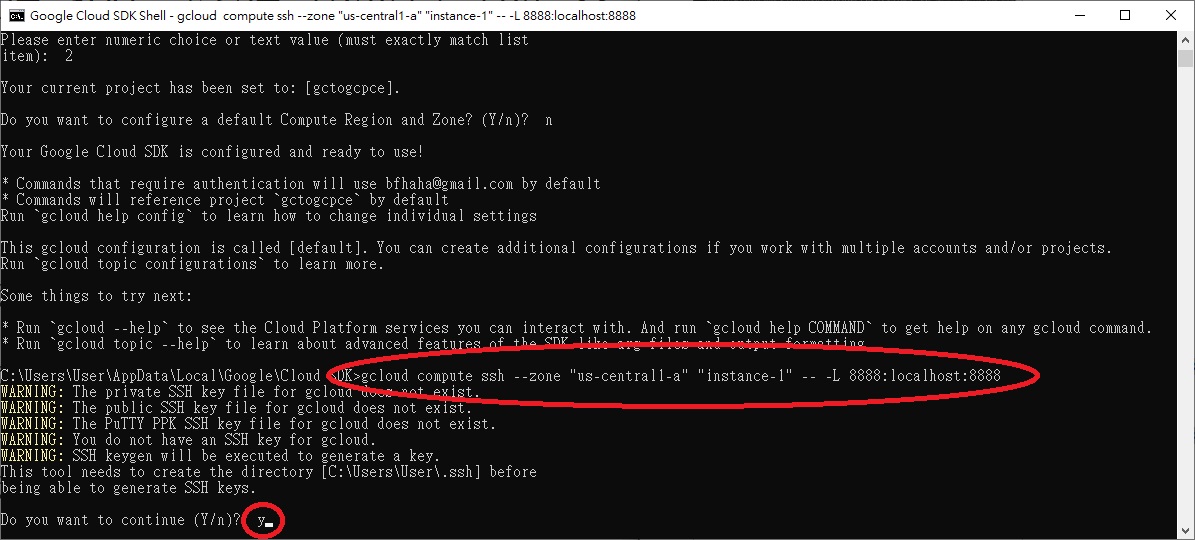 Google Cloud SDK Shell - gcloud  compute ssh --zone "us-central1-a" "instance-1" -- -L 8888:localhost:8888
Please enter numeric choice or text value (must exactly match list
item):  2
Your current project has been set to: [gctogcpce].
Do you want to configure a default Compute Region and Zone? (Y/n)?  n
Your Google Cloud SDK is configured and ready to use!
* Commands that require authentication will use bfhaha@gmail.com by default
* Commands will reference project `gctogcpce` by default
Run `gcloud help config` to learn how to change individual settings
This gcloud configuration is called [default]. You can create additional configurations if you work with multiple accounts and/or projects.
Run `gcloud topic configurations` to learn more.
Some things to try next:
* Run `gcloud --help` to see the Cloud Platform services you can interact with. And run `gcloud help COMMAND` to get help on any gcloud command.
* Run `gcloud topic --help` to learn about advanced features of the SDK like arg files and output formatting
C:\Users\User\AppData\Local\Google\Cloud SDK>gcloud compute ssh --zone "us-central1-a" "instance-1" -- -L 8888:localhost:8888
WARNING: The private SSH key file for gcloud does not exist.
WARNING: The public SSH key file for gcloud does not exist.
WARNING: The PuTTY PPK SSH key file for gcloud does not exist.
WARNING: You do not have an SSH key for gcloud.
WARNING: SSH keygen will be executed to generate a key.
This tool needs to create the directory [C:\Users\User\.ssh] before
being able to generate SSH keys.
Do you want to continue (Y/n)?  y